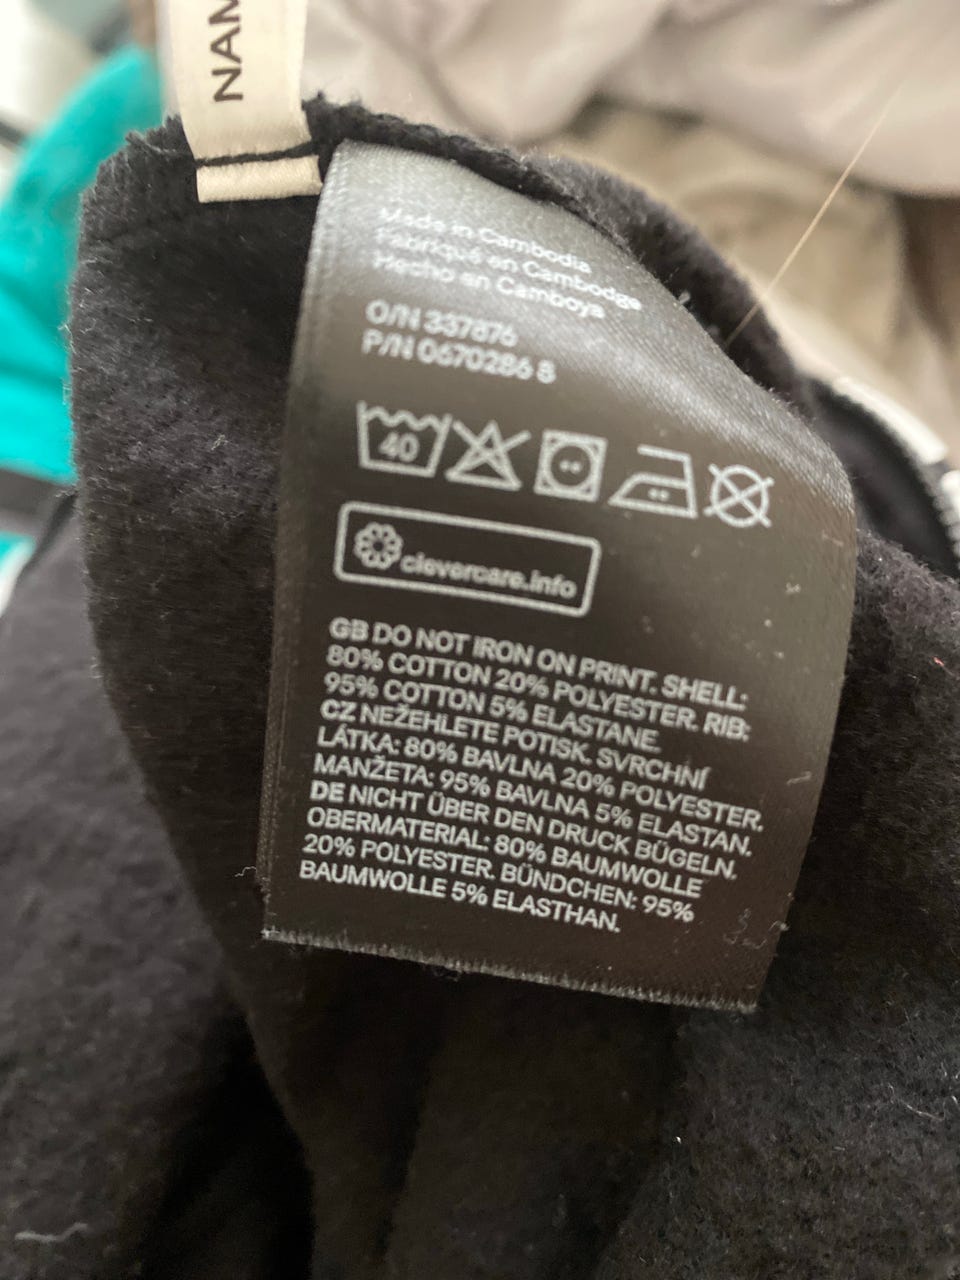 NAM
Made in Cambodia
Fabriqué en Cambodge
Hecho en Camboya
O/N 337876
P/N 0670286 8
40
clevercare.info
GB DO NOT IRON ON PRINT. SHELL:
80% COTTON 20% POLYESTER. RIB:
95% COTTON 5% ELASTANE.
CZ NEŽEHLETE POTISK. SVRCHNÍ
LÁTKA: 80% BAVLNA 20% POLYESTER.
MANŽETA: 95% BAVLNA 5% ELASTAN.
DE NICHT ÜBER DEN DRUCK BÜGELN.
OBERMATERIAL: 80% BAUMWOLLE
20% POLYESTER. BÜNDCHEN: 95%
BAUMWOLLE 5% ELASTHAN.